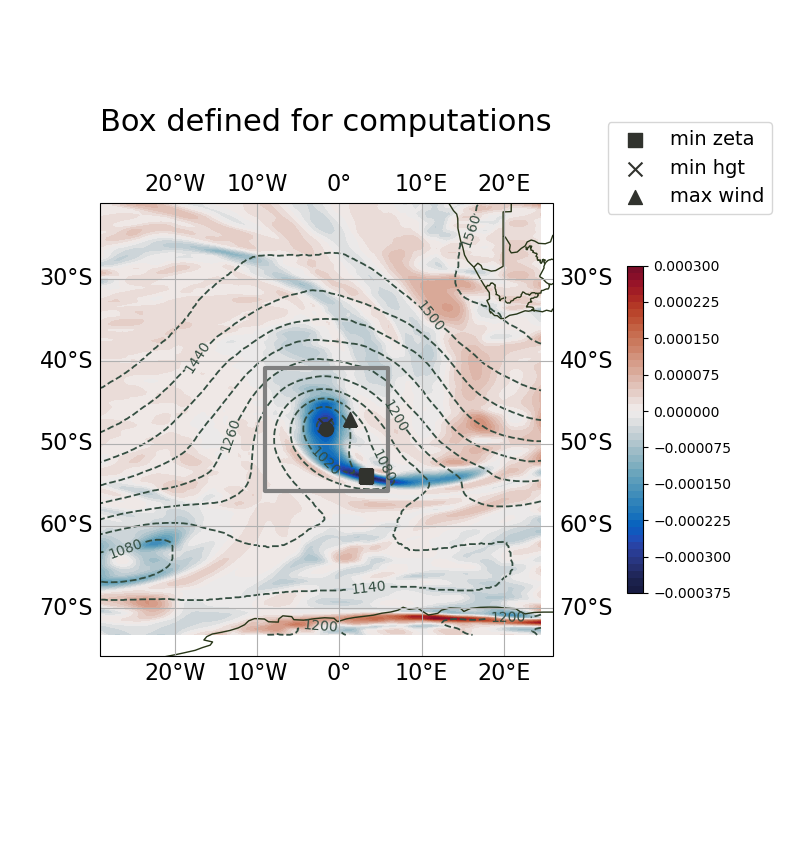 Box defined for computations
min zeta
min hgt
max wind
20°W 10°W 0° 10°E 20°E
30°S 30°S
40°S 40°S
50°S 50°S
60°S 60°S
70°S 70°S
20°W 10°W 0° 10°E 20°E
1560
1500
1440
1260
1200
1020
1080
1080
1140
1200
1200
0.000300
0.000225
0.000150
0.000075
0.000000
−0.000075
−0.000150
−0.000225
−0.000300
−0.000375